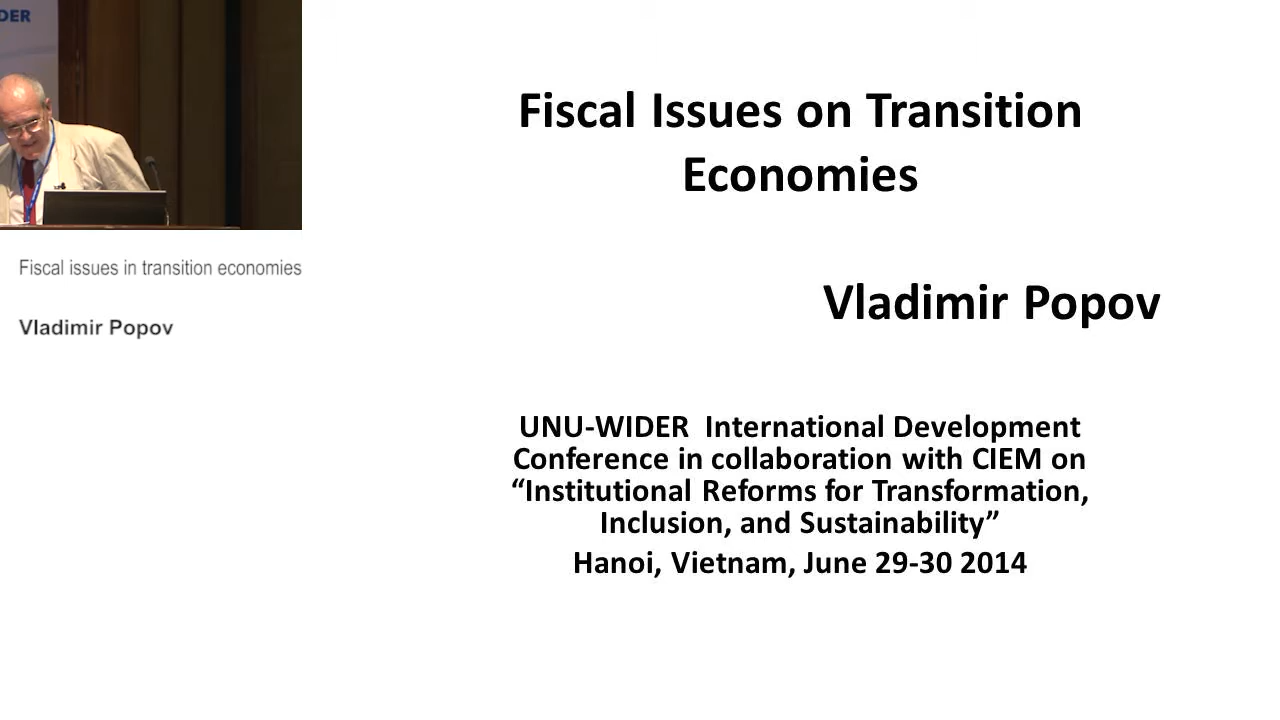 DER
Fiscal issues in transition economies
Vladimir Popov
Fiscal Issues on Transition
Economies
Vladimir Popov
UNU-WIDER  International Development
Conference in collaboration with CIEM on
“Institutional Reforms for Transformation,
Inclusion, and Sustainability”
Hanoi, Vietnam, June 29-30 2014